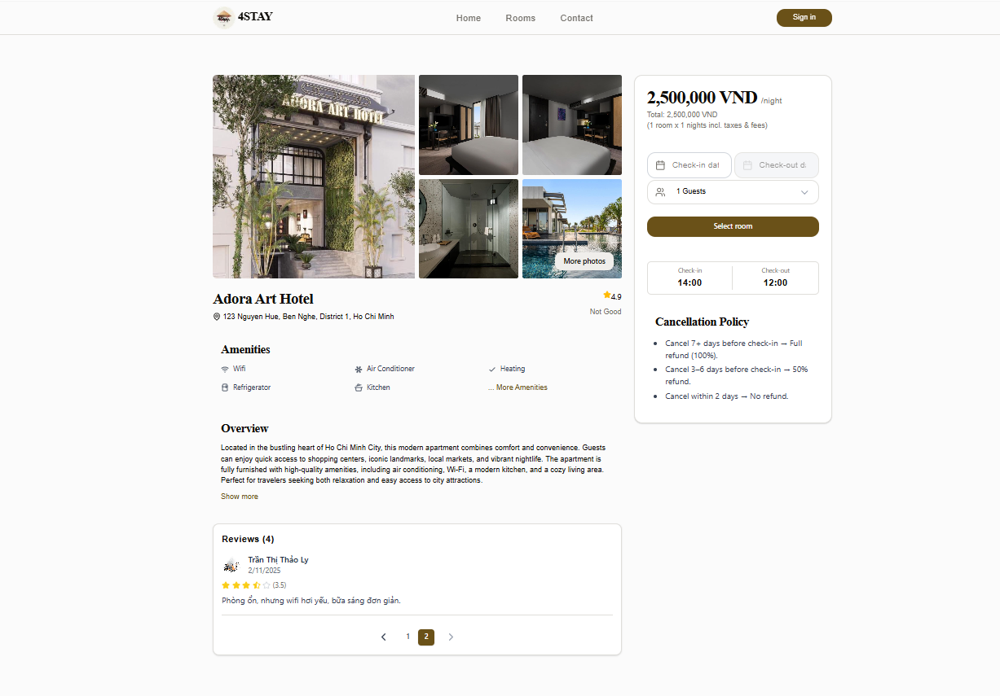 4STAY
Home
Rooms
Contact
Sign in
ADORA ART HOTEL
More photos
Adora Art Hotel
4.9
123 Nguyen Hue, Ben Nghe, District 1, Ho Chi Minh
Not Good
Amenities
Wifi
Air Conditioner
Heating
Refrigerator
Kitchen
... More Amenities
Overview
Located in the bustling heart of Ho Chi Minh City, this modern apartment combines comfort and convenience. Guests
can enjoy quick access to shopping centers, iconic landmarks, local markets, and vibrant nightlife. The apartment is
fully furnished with high-quality amenities, including air conditioning, Wi-Fi, a modern kitchen, and a cozy living area.
Perfect for travelers seeking both relaxation and easy access to city attractions.
Show more
Reviews (4)
Trần Thị Thảo Ly
2/11/2025
(3.5)
Phòng ổn, nhưng wifi hơi yếu, bữa sáng đơn giản.
1
2
2,500,000 VND /night
Total: 2,500,000 VND
(1 room x 1 nights incl. taxes & fees)
Check-in dat
Check-out d
1 Guests
Select room
Check-in
Check-out
14:00
12:00
Cancellation Policy
Cancel 7+ days before check-in → Full
refund (100%).
Cancel 3–6 days before check-in → 50%
refund.
Cancel within 2 days → No refund.